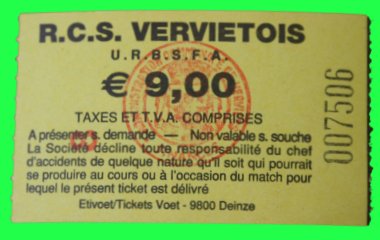 R.C.S. VERVIETOIS
U.R.B.S.F.A.
€ 9,00
TAXES ET T.V.A. COMPRISES
A présenter s. demande — Non valable s. souche
La Société décline toute responsabilité du chef
d'accidents de quelque nature qu'il soit qui pourrait
se produire au cours ou à l'occasion du match pour
lequel le présent ticket est délivré
Etivoet/Tickets Voet - 9800 Deinze
007506